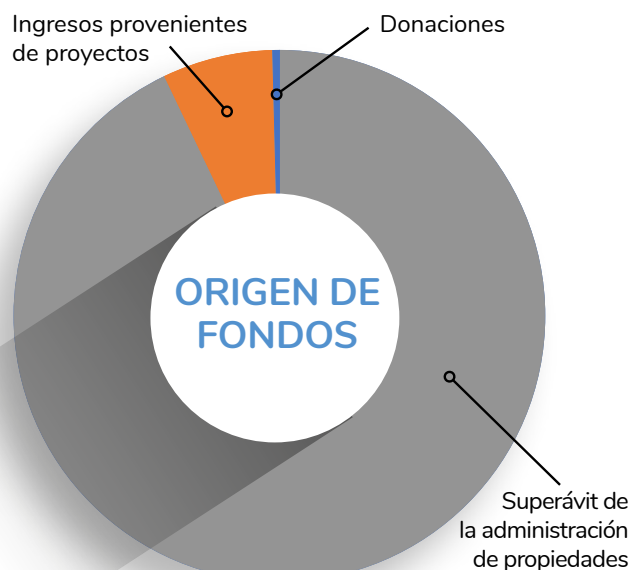 Ingresos provenientes
de proyectos
Donaciones
ORIGEN DE
FONDOS
Superávit de
la administración
de propiedades